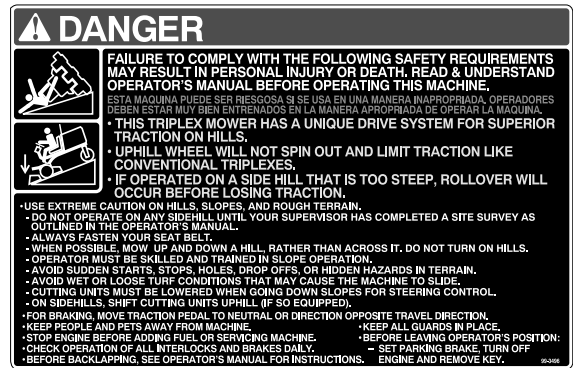 DANGER
FAILURE TO COMPLY WITH THE FOLLOWING SAFETY REQUIREMENTS
MAY RESULT IN PERSONAL INJURY OR DEATH. READ & UNDERSTAND
OPERATOR'S MANUAL BEFORE OPERATING THIS MACHINE.
ESTA MAQUINA PUEDE SER RIESGOSA SI SE USA EN UNA MANERA INAPROPRIADA. OPERADORES
DEBEN ESTAR MUY BIEN ENTRENADOS EN LA MANERA APROPRIADA DE OPERAR LA MAQUINA.
• THIS TRIPLEX MOWER HAS A UNIQUE DRIVE SYSTEM FOR SUPERIOR
TRACTION ON HILLS.
• UPHILL WHEEL WILL NOT SPIN OUT AND LIMIT TRACTION LIKE
CONVENTIONAL TRIPLEXES.
• IF OPERATED ON A SIDE HILL THAT IS TOO STEEP, ROLLOVER WILL
OCCUR BEFORE LOSING TRACTION.
•USE EXTREME CAUTION ON HILLS, SLOPES, AND ROUGH TERRAIN.
- DO NOT OPERATE ON ANY SIDEHILL UNTIL YOUR SUPERVISOR HAS COMPLETED A SITE SURVEY AS
OUTLINED IN THE OPERATOR'S MANUAL.
- ALWAYS FASTEN YOUR SEAT BELT.
- WHEN POSSIBLE, MOW UP AND DOWN A HILL, RATHER THAN ACROSS IT. DO NOT TURN ON HILLS.
- OPERATOR MUST BE SKILLED AND TRAINED IN SLOPE OPERATION.
- AVOID SUDDEN STARTS, STOPS, HOLES, DROP OFFS, OR HIDDEN HAZARDS IN TERRAIN.
- AVOID WET OR LOOSE TURF CONDITIONS THAT MAY CAUSE THE MACHINE TO SLIDE.
- CUTTING UNITS MUST BE LOWERED WHEN GOING DOWN SLOPES FOR STEERING CONTROL.
- ON SIDEHILLS, SHIFT CUTTING UNITS UPHILL (IF SO EQUIPPED).
•FOR BRAKING, MOVE TRACTION PEDAL TO NEUTRAL OR DIRECTION OPPOSITE TRAVEL DIRECTION.
•KEEP PEOPLE AND PETS AWAY FROM MACHINE.
•STOP ENGINE BEFORE ADDING FUEL OR SERVICING MACHINE.
•CHECK OPERATION OF ALL INTERLOCKS AND BRAKES DAILY.
•BEFORE BACKLAPPING, SEE OPERATOR'S MANUAL FOR INSTRUCTIONS.
•KEEP ALL GUARDS IN PLACE.
•BEFORE LEAVING OPERATOR'S POSITION:
– SET PARKING BRAKE, TURN OFF
ENGINE AND REMOVE KEY.
99-3496